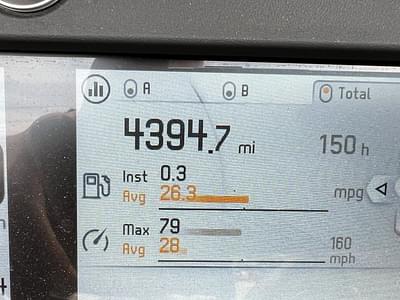 A B Total
4394.7 mi 150 h
Inst 0.3
Avg 26.3 mpg
Max 79
Avg 28 160
mph